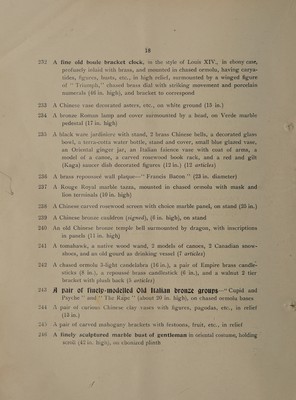 18
232 A fine old boule bracket clock, in the style of Louis XIV., in ebony case,
profusely inlaid with brass, and mounted in chased ormolu, having carya-
tides, figures, busts, etc., in high relief, surmounted by a winged figure
of "Triumph," chased brass dial with striking movement and porcelain
numerals (46 in. high), and bracket to correspond
233 A Chinese vase decorated asters, etc., on white ground (15 in.)
234 A bronze Roman lamp and cover surmounted by a head, on Verde marble
pedestal (17 in. high)
235 A black ware jardiniere with stand, 2 brass Chinese bells, a decorated glass
bowl, a terra-cotta water bottle, stand and cover, small blue glazed vase,
an Oriental ginger jar, an Italian faience vase with coat of arms, a
model of a canoe, a carved rosewood book rack, and a red and gilt
(Kaga) saucer dish decorated figures (12 in.) (12 articles)
236 A brass repoussed wall plaque—"Francis Baton" (23 in. diameter)
237 A Rouge Royal marble tazza, mounted in chased ormolu with mask and
lion terminals (10 in. high)
238 A Chinese carved rosewood screen with choice marble panel, on stand (35 in.)
239 A Chinese bronze cauldron (signed), (6 in. high), on stand
240 An old Chinese bronze temple bell surmounted by dragon, with inscriptions
in panels (11 in. high)
241 A tomahawk, a native wood wand, 2 models of canoes, 2 Canadian snow-
shoes, and an old gourd as drinking vessel (7 articles)
242 A chased ormolu 3-light candelabra (16 in.), a pair of Empire brass candle-
sticks (8 in.), a repoussé brass candlestick (6 in.), and a walnut 2 tier
bracket with plush back (5 articles)
243 A pair of finely-modelled Old Italian bronze groups—"Cupid and
Psyche" and "The Rape" (about 20 in. high), on chased ormolu bases
244 A pair of curious Chinese clay vases with figures, pagodas, etc., in relief
(15 in.)
245 A pair of carved mahogany brackets with festoons, fruit, etc., in relief
246 A finely sculptured marble bust of gentleman in oriental costume, holding
scroll (42 in. high), on ebonized plinth